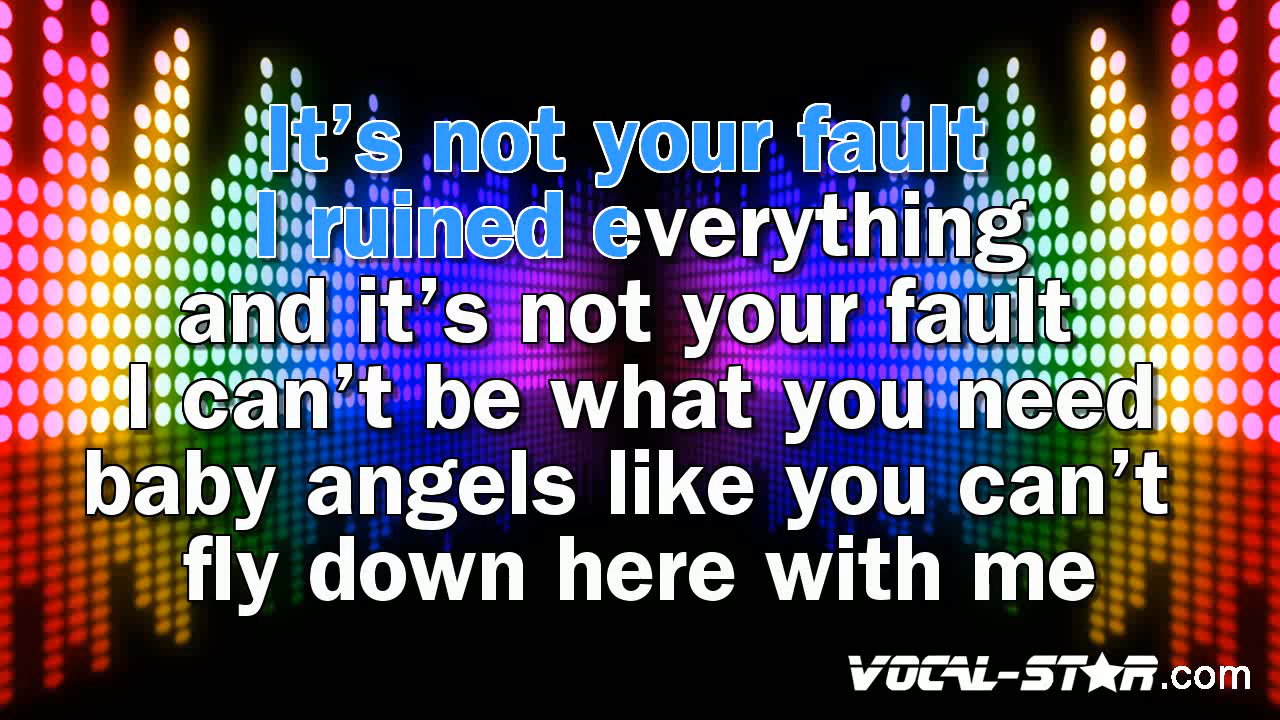 It’s not your fault
I ruined everything
and it’s not your fault
I can’t be what you need
baby angels like you can’t
fly down here with me
VOCAL-STAR.com